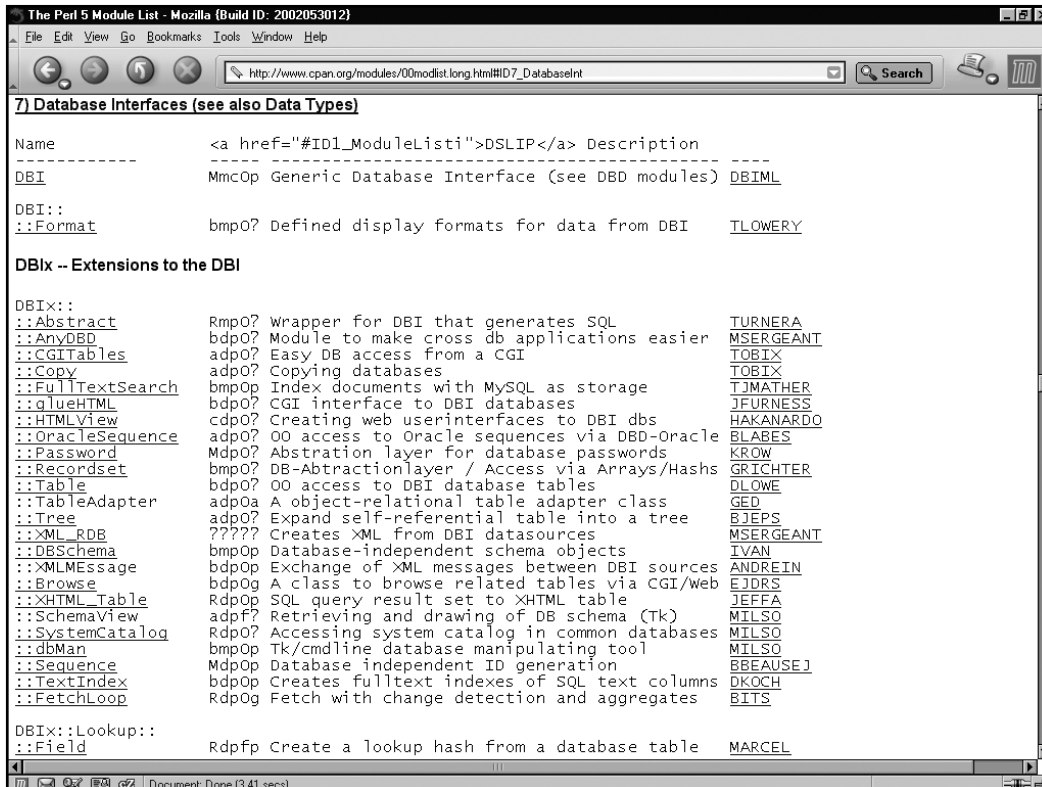 The Perl 5 Module List - Mozilla {Build ID: 2002053012}
File Edit View Go Bookmarks Tools Window Help
http://www.cpan.org/modules/00modlist.long.html#ID7_DatabaseInt Search
7) Database Interfaces (see also Data Types)
Name <a href="#ID1_ModuleListi">DSLIP</a> Description
------------ ----- -------------------------------------------- ----
DBI MmcOp Generic Database Interface (see DBD modules) DBIML
DBI::
::Format bmpO? Defined display formats for data from DBI TLOWERY
DBIx -- Extensions to the DBI
DBIx::
::Abstract RmpO? Wrapper for DBI that generates SQL TURNERA
::AnyDBD bdpO? Module to make cross db applications easier MSERGEANT
::CGITables adpO? Easy DB access from a CGI TOBIX
::Copy adpO? Copying databases TOBIX
::FullTextSearch bmpOp Index documents with MySQL as storage TJMATHER
::glueHTML bdpO? CGI interface to DBI databases JFURNESS
::HTMLView cdpO? Creating web userinterfaces to DBI dbs HAKANARDO
::OracleSequence adpO? OO access to Oracle sequences via DBD-Oracle BLABES
::Password MdpO? Abstration layer for database passwords KROW
::Recordset bmpO? DB-Abtractionlayer / Access via Arrays/Hashs GRICHTER
::Table bdpO? OO access to DBI database tables DLOWE
::TableAdapter adpOa A object-relational table adapter class GED
::Tree adpO? Expand self-referential table into a tree BJEPS
::XML_RDB ????? Creates XML from DBI datasources MSERGEANT
::DBSchema bmpOp Database-independent schema objects IVAN
::XMLMEssage bdpOp Exchange of XML messages between DBI sources ANDREIN
::Browse bdpOg A class to browse related tables via CGI/Web EJDRS
::XHTML_Table RdpOp SQL query result set to XHTML table JEFFA
::SchemaView adpf? Retrieving and drawing of DB schema (Tk) MILSO
::SystemCatalog RdpO? Accessing system catalog in common databases MILSO
::dbMan bmpOp Tk/cmdline database manipulating tool MILSO
::Sequence MdpOp Database independent ID generation BBEAUSEJ
::TextIndex bdpOp Creates fulltext indexes of SQL text columns DKOCH
::FetchLoop RdpOg Fetch with change detection and aggregates BITS
DBIx::Lookup::
::Field Rdpfp Create a lookup hash from a database table MARCEL
Document: Done (3.41 secs)